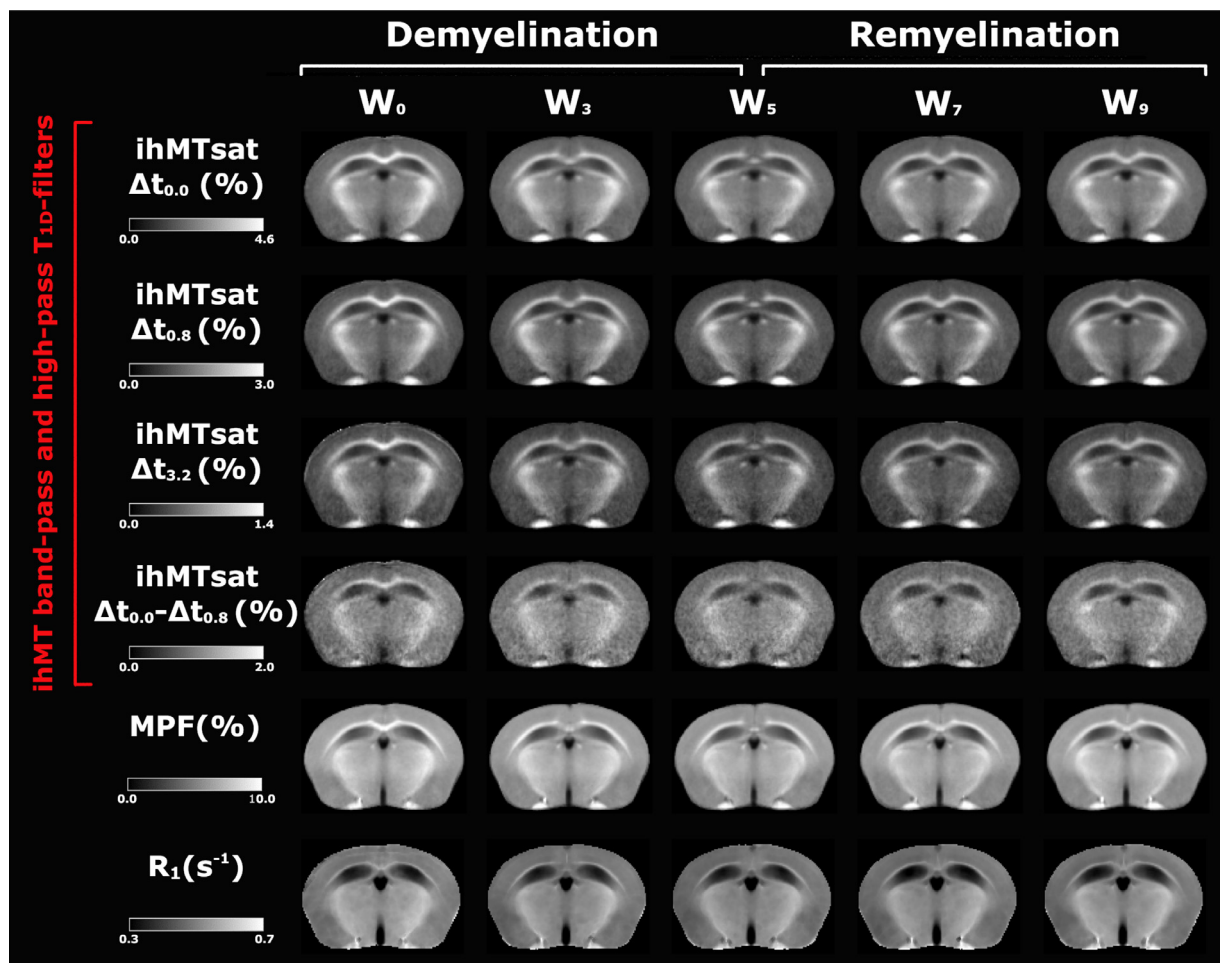 Demyelination Remyelination
W₀ W₃ W₅ W₇ W₉
ihMT band-pass and high-pass T₁D-filters
ihMTsat
Δt₀.₀ (%)
0.0 4.6
ihMTsat
Δt₀.₈ (%)
0.0 3.0
ihMTsat
Δt₃.₂ (%)
0.0 1.4
ihMTsat
Δt₀.₀-Δt₀.₈ (%)
0.0 2.0
MPF(%)
0.0 10.0
R₁(s⁻¹)
0.3 0.7